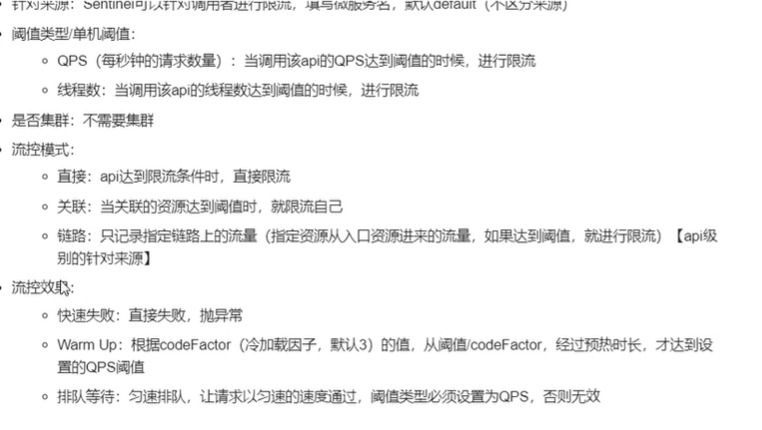 针对来源：Sentinel可以针对调用者进行限流，填写微服务名，默认default（不区分来源）
阈值类型/单机阈值：
QPS（每秒钟的请求数量）：当调用该api的QPS达到阈值的时候，进行限流
线程数：当调用该api的线程数达到阈值的时候，进行限流
是否集群：不需要集群
流控模式：
直接：api达到限流条件时，直接限流
关联：当关联的资源达到阈值时，就限流自己
链路：只记录指定链路上的流量（指定资源从入口资源进来的流量，如果达到阈值，就进行限流）【api级
别的针对来源】
流控效果：
快速失败：直接失败，抛异常
Warm Up：根据codeFactor（冷加载因子，默认3）的值，从阈值/codeFactor，经过预热时长，才达到设
置的QPS阈值
排队等待：匀速排队，让请求以匀速的速度通过，阈值类型必须设置为QPS，否则无效